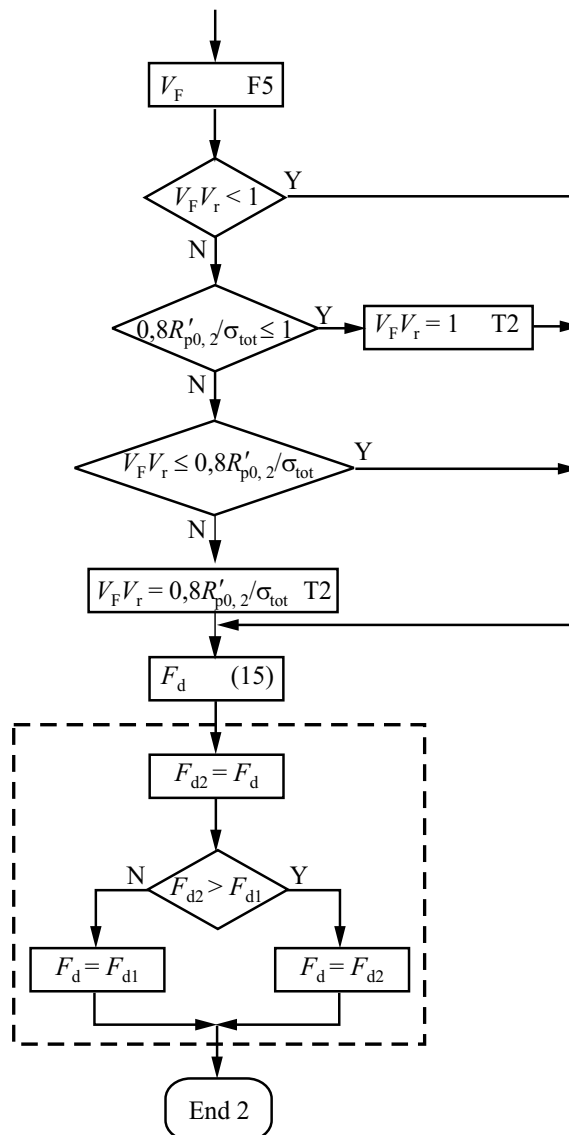 V_F F5
V_F V_r < 1
Y
N
0,8R′_p0, 2/σ_tot ≤ 1
Y
V_F V_r = 1 T2
N
V_F V_r ≤ 0,8R′_p0, 2/σ_tot
Y
N
V_F V_r = 0,8R′_p0, 2/σ_tot T2
F_d (15)
F_d2 = F_d
N
F_d2 > F_d1
Y
F_d = F_d1
F_d = F_d2
End 2